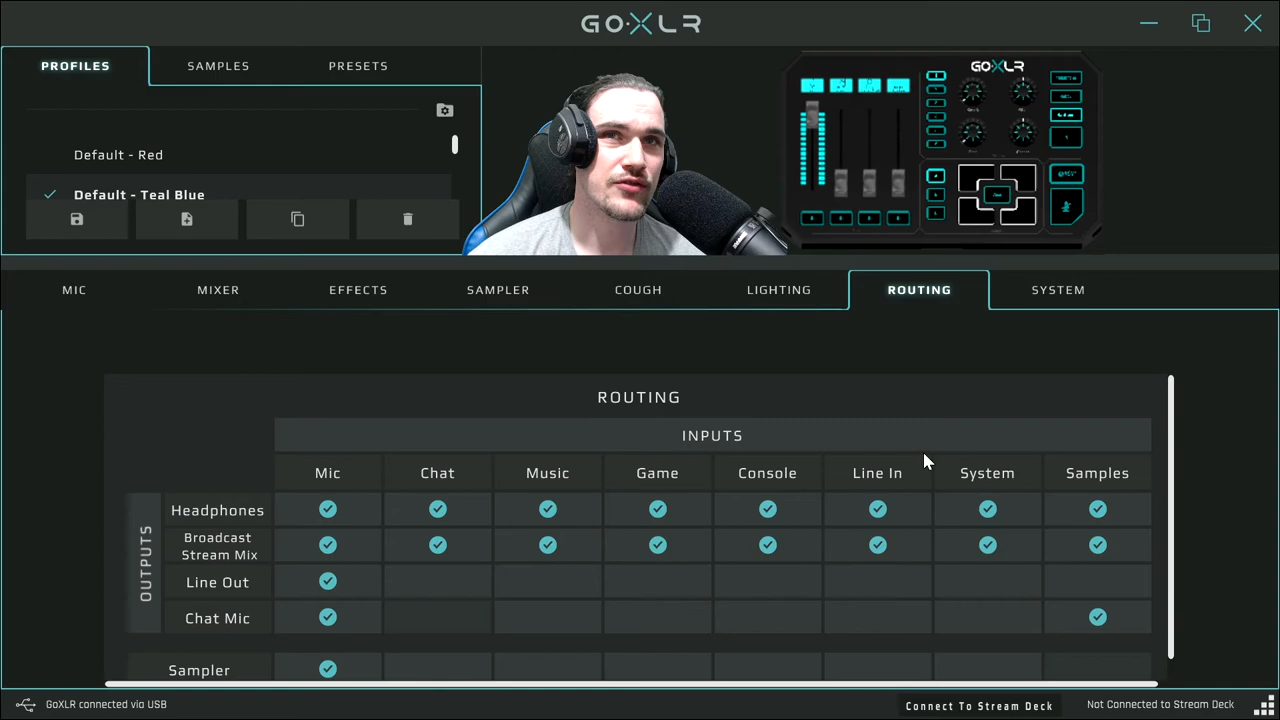 GO·XLR
PROFILES
SAMPLES
PRESETS
GOXLR
Default - Red
Default - Teal Blue
MIC
MIXER
EFFECTS
SAMPLER
COUGH
LIGHTING
ROUTING
SYSTEM
ROUTING
INPUTS
Mic
Chat
Music
Game
Console
Line In
System
Samples
OUTPUTS
Headphones
Broadcast
Stream Mix
Line Out
Chat Mic
Sampler
GoXLR connected via USB
Connect To Stream Deck
Not Connected to Stream Deck